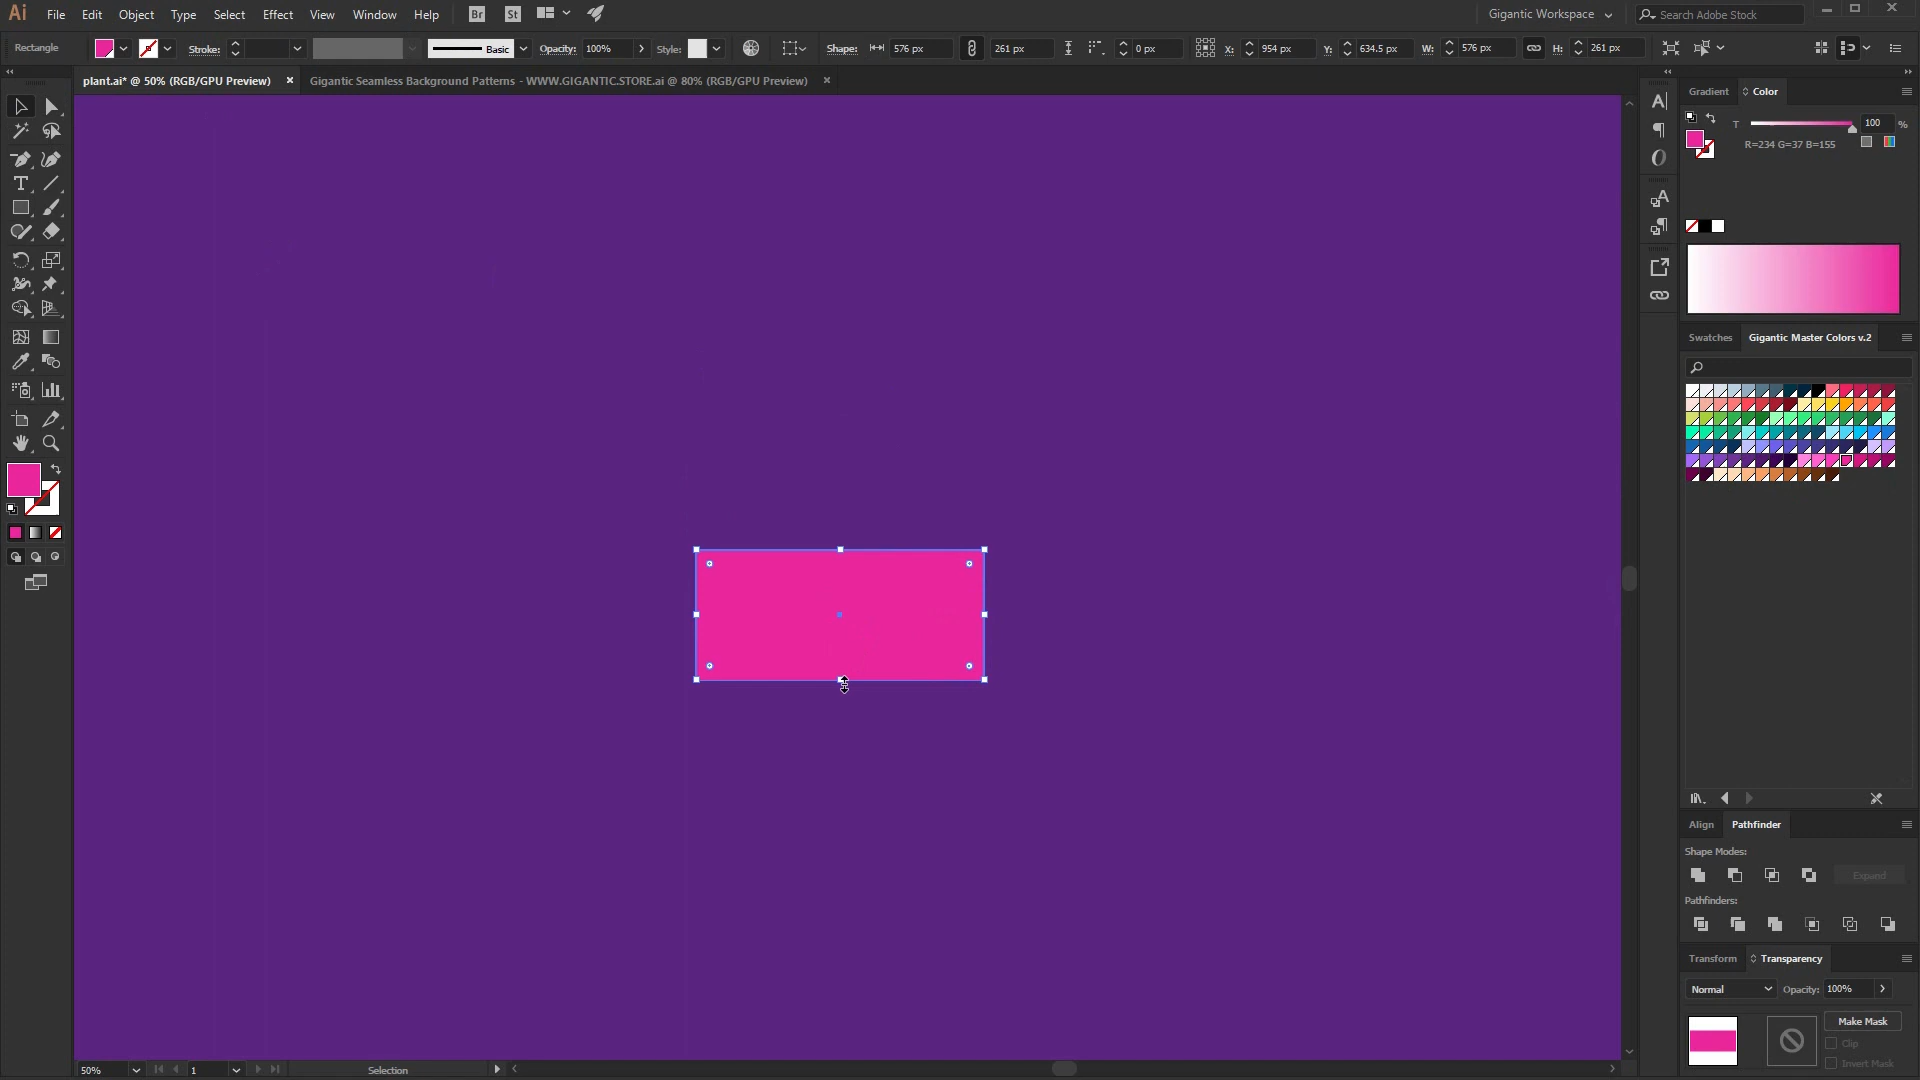 Ai File Edit Object Type Select Effect View Window Help Br St Gigantic Workspace Search Adobe Stock
Rectangle Stroke: Basic Opacity: 100% Style: Shape: 576 px 261 px 0 px X: 954 px Y: 634.5 px W: 576 px H: 261 px
plant.ai* @ 50% (RGB/GPU Preview) Gigantic Seamless Background Patterns - WWW.GIGANTIC.STORE.ai @ 80% (RGB/GPU Preview)
Gradient Color
T 100 %
R=234 G=37 B=155
Swatches Gigantic Master Colors v.2
Align Pathfinder
Shape Modes:
Expand
Pathfinders:
Transform Transparency
Normal Opacity: 100%
Make Mask
Clip
Invert Mask
50% 1 Selection